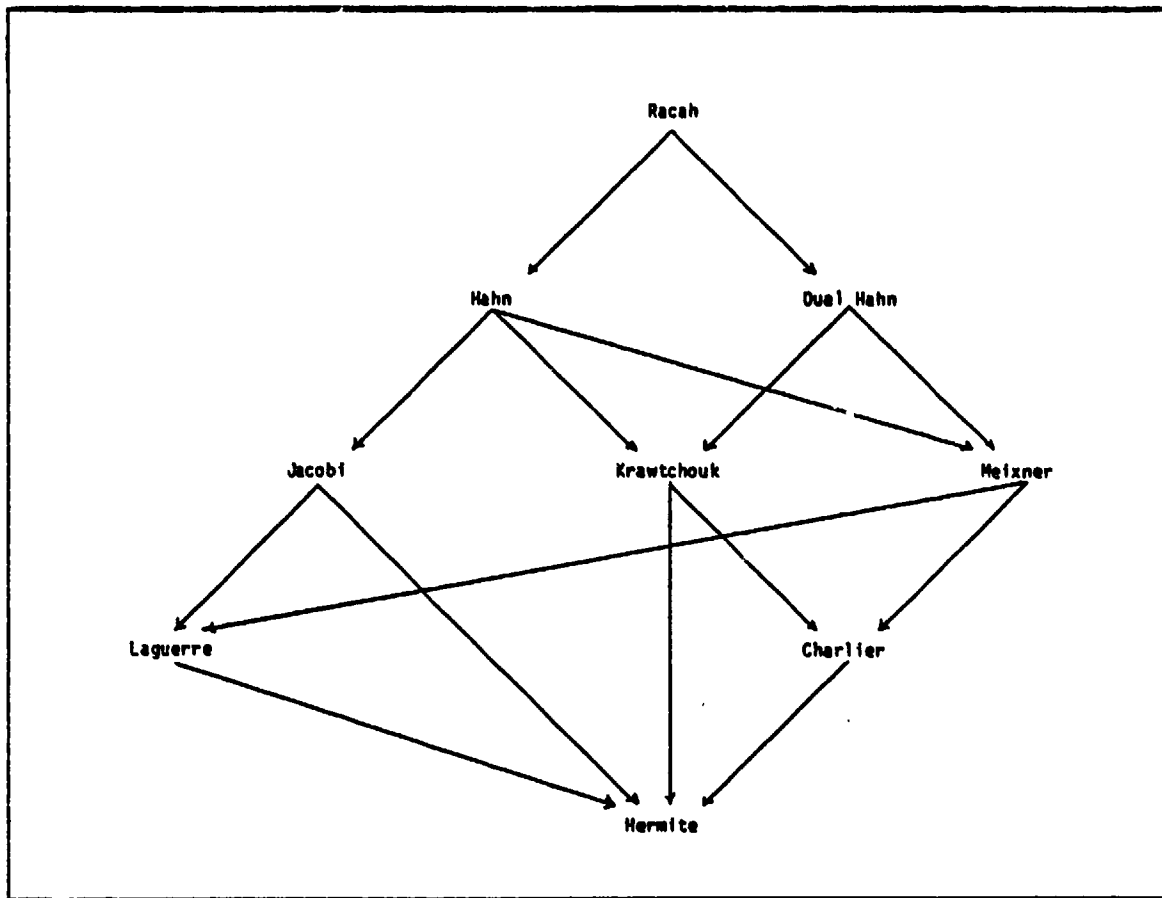 Racah
Hahn
Dual Hahn
Jacobi
Krawtchouk
Meixner
Laguerre
Charlier
Hermite